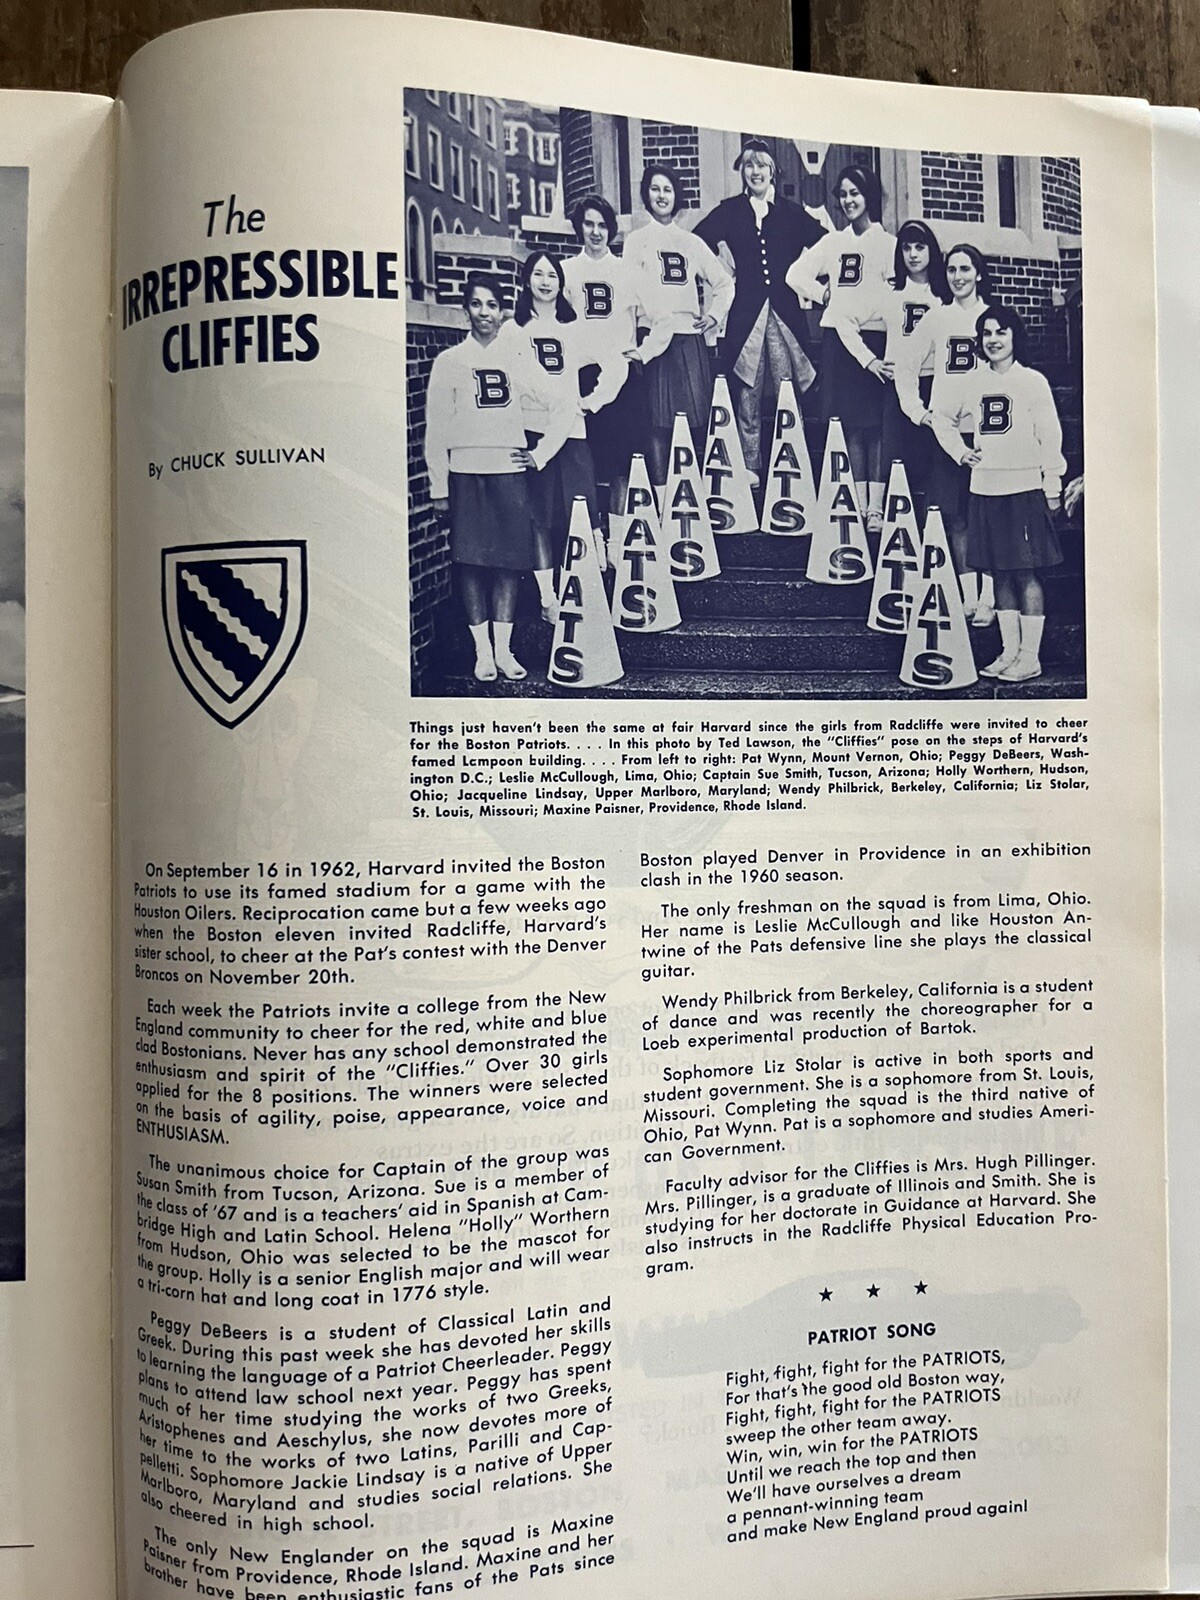 The
IRREPRESSIBLE
CLIFFIES
By CHUCK SULLIVAN
B
B
B
B
B
B
B
PATS
PATS
PATS
PATS
PATS
PATS
PATS
PATS
Things just haven't been the same at fair Harvard since the girls from Radcliffe were invited to cheer
for the Boston Patriots. . . . In this photo by Ted Lawson, the "Cliffies" pose on the steps of Harvard's
famed Lampoon building. . . . From left to right: Pat Wynn, Mount Vernon, Ohio; Peggy DeBeers, Wash-
ington D.C.; Leslie McCullough, Lima, Ohio; Captain Sue Smith, Tucson, Arizona; Holly Worthern, Hudson,
Ohio; Jacqueline Lindsay, Upper Marlboro, Maryland; Wendy Philbrick, Berkeley, California; Liz Stolar,
St. Louis, Missouri; Maxine Paisner, Providence, Rhode Island.
On September 16 in 1962, Harvard invited the Boston
Patriots to use its famed stadium for a game with the
Houston Oilers. Reciprocation came but a few weeks ago
when the Boston eleven invited Radcliffe, Harvard's
sister school, to cheer at the Pat's contest with the Denver
Broncos on November 20th.
Each week the Patriots invite a college from the New
England community to cheer for the red, white and blue
clad Bostonians. Never has any school demonstrated the
enthusiasm and spirit of the "Cliffies." Over 30 girls
applied for the 8 positions. The winners were selected
on the basis of agility, poise, appearance, voice and
ENTHUSIASM.
The unanimous choice for Captain of the group was
Susan Smith from Tucson, Arizona. Sue is a member of
the class of '67 and is a teachers' aid in Spanish at Cam-
bridge High and Latin School. Helena "Holly" Worthern
from Hudson, Ohio was selected to be the mascot for
the group. Holly is a senior English major and will wear
a tri-corn hat and long coat in 1776 style.
Peggy DeBeers is a student of Classical Latin and
Greek. During this past week she has devoted her skills
to learning the language of a Patriot Cheerleader. Peggy
plans to attend law school next year. Peggy has spent
much of her time studying the works of two Greeks,
Aristophenes and Aeschylus, she now devotes more of
her time to the works of two Latins, Parilli and Cap-
pelletti. Sophomore Jackie Lindsay is a native of Upper
Marlboro, Maryland and studies social relations. She
also cheered in high school.
The only New Englander on the squad is Maxine
Paisner from Providence, Rhode Island. Maxine and her
brother have been enthusiastic fans of the Pats since
Boston played Denver in Providence in an exhibition
clash in the 1960 season.
The only freshman on the squad is from Lima, Ohio.
Her name is Leslie McCullough and like Houston An-
twine of the Pats defensive line she plays the classical
guitar.
Wendy Philbrick from Berkeley, California is a student
of dance and was recently the choreographer for a
Loeb experimental production of Bartok.
Sophomore Liz Stolar is active in both sports and
student government. She is a sophomore from St. Louis,
Missouri. Completing the squad is the third native of
Ohio, Pat Wynn. Pat is a sophomore and studies Ameri-
can Government.
Faculty advisor for the Cliffies is Mrs. Hugh Pillinger.
Mrs. Pillinger, is a graduate of Illinois and Smith. She is
studying for her doctorate in Guidance at Harvard. She
also instructs in the Radcliffe Physical Education Pro-
gram.
★ ★ ★
PATRIOT SONG
Fight, fight, fight for the PATRIOTS,
For that's the good old Boston way,
Fight, fight, fight for the PATRIOTS
sweep the other team away.
Win, win, win for the PATRIOTS
Until we reach the top and then
We'll have ourselves a dream
a pennant-winning team
and make New England proud again!